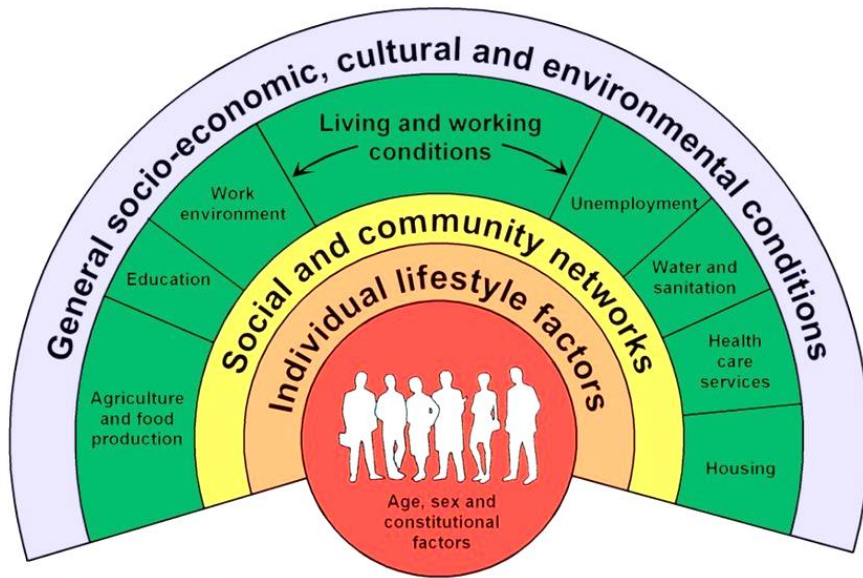 General socio-economic, cultural and environmental conditions
Living and working
conditions
Work
environment
Unemployment
Education
Water and
sanitation
Agriculture
and food
production
Health
care
services
Housing
Social and community networks
Individual lifestyle factors
Age, sex and
constitutional
factors